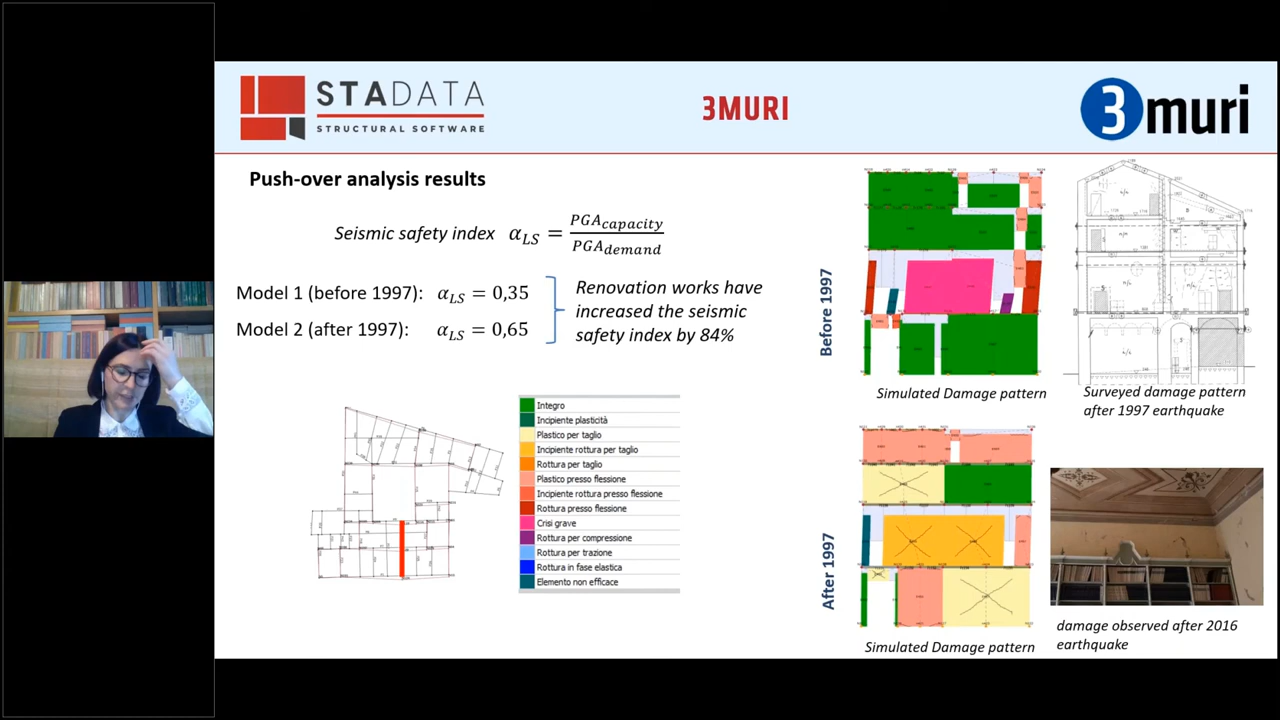 STADATA
STRUCTURAL SOFTWARE
3MURI
3muri
Push-over analysis results
Seismic safety index α_LS = PGA_capacity / PGA_demand
Model 1 (before 1997): α_LS = 0,35
Model 2 (after 1997): α_LS = 0,65
Renovation works have
increased the seismic
safety index by 84%
Integro
Incipiente plasticità
Plastico per taglio
Incipiente rottura per taglio
Rottura per taglio
Plastico presso flessione
Incipiente rottura presso flessione
Rottura presso flessione
Crisi grave
Rottura per compressione
Rottura per trazione
Rottura in fase elastica
Elemento non efficace
Before 1997
Simulated Damage pattern
Surveyed damage pattern
after 1997 earthquake
After 1997
Simulated Damage pattern
damage observed after 2016
earthquake